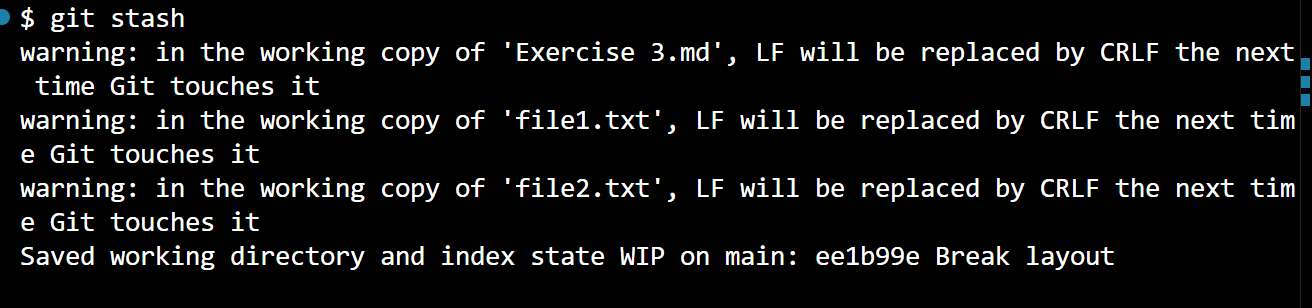 $ git stash
warning: in the working copy of 'Exercise 3.md', LF will be replaced by CRLF the next
 time Git touches it
warning: in the working copy of 'file1.txt', LF will be replaced by CRLF the next tim
e Git touches it
warning: in the working copy of 'file2.txt', LF will be replaced by CRLF the next tim
e Git touches it
Saved working directory and index state WIP on main: ee1b99e Break layout